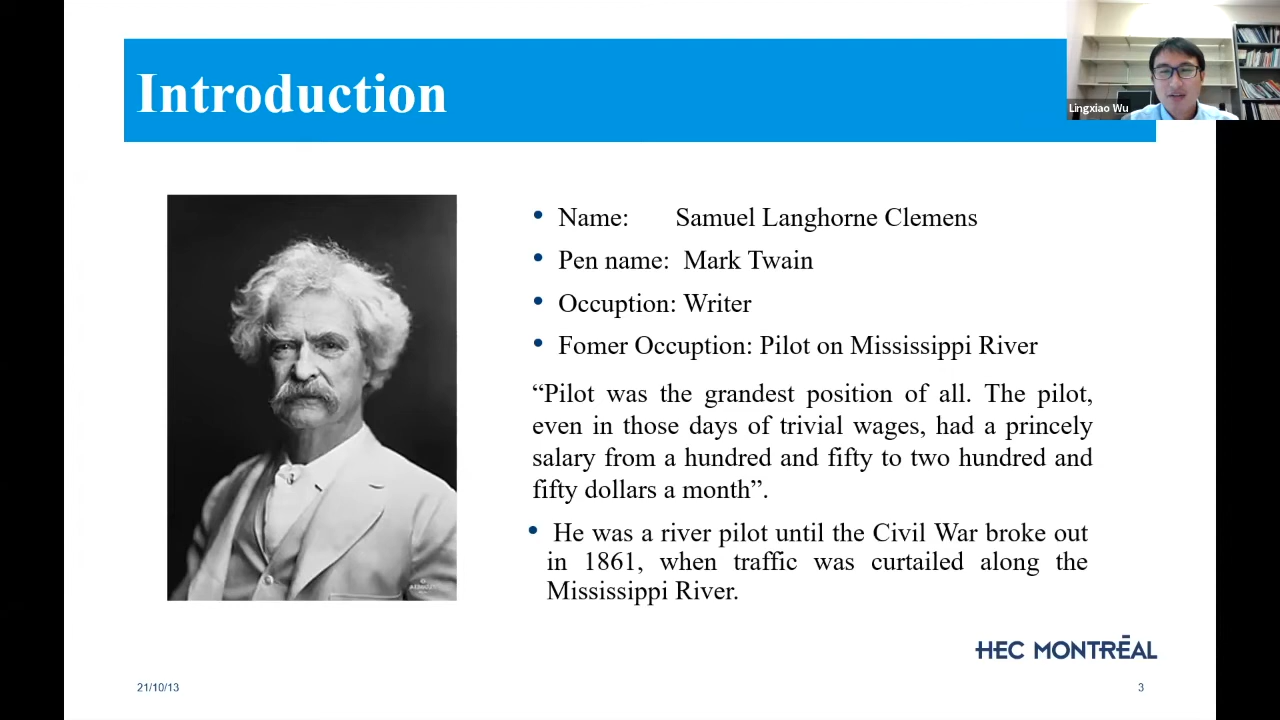 Introduction
Lingxiao Wu
• Name: Samuel Langhorne Clemens
• Pen name: Mark Twain
• Occuption: Writer
• Fomer Occuption: Pilot on Mississippi River
“Pilot was the grandest position of all. The pilot,
even in those days of trivial wages, had a princely
salary from a hundred and fifty to two hundred and
fifty dollars a month”.
• He was a river pilot until the Civil War broke out
in 1861, when traffic was curtailed along the
Mississippi River.
HEC MONTRÉAL
21/10/13
3